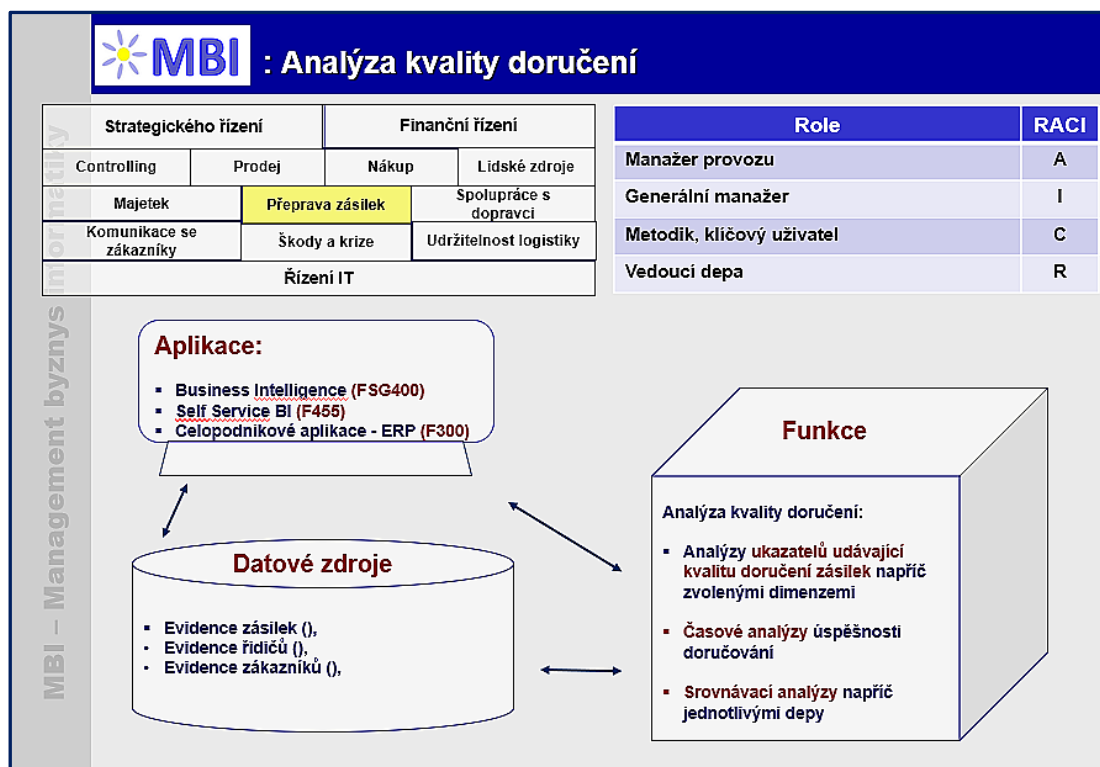 MBI : Analýza kvality doručení
Strategického řízení
Finanční řízení
Controlling
Prodej
Nákup
Lidské zdroje
Majetek
Přeprava zásilek
Spolupráce s
dopravci
Komunikace se
zákazníky
Škody a krize
Udržitelnost logistiky
Řízení IT
Role RACI
Manažer provozu A
Generální manažer I
Metodik, klíčový uživatel C
Vedoucí depa R
MBI – Management byznys informatiky
Aplikace:
▪ Business Intelligence (FSG400)
▪ Self Service BI (F455)
▪ Celopodnikové aplikace - ERP (F300)
Datové zdroje
▪ Evidence zásilek (),
• Evidence řidičů (),
• Evidence zákazníků (),
Funkce
Analýza kvality doručení:
▪ Analýzy ukazatelů udávající
kvalitu doručení zásilek napříč
zvolenými dimenzemi
▪ Časové analýzy úspěšnosti
doručování
▪ Srovnávací analýzy napříč
jednotlivými depy